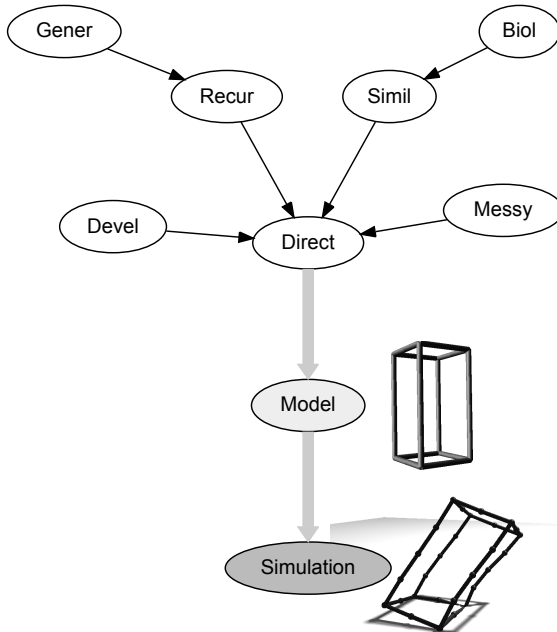 Gener
Biol
Recur
Simil
Devel
Messy
Direct
Model
Simulation